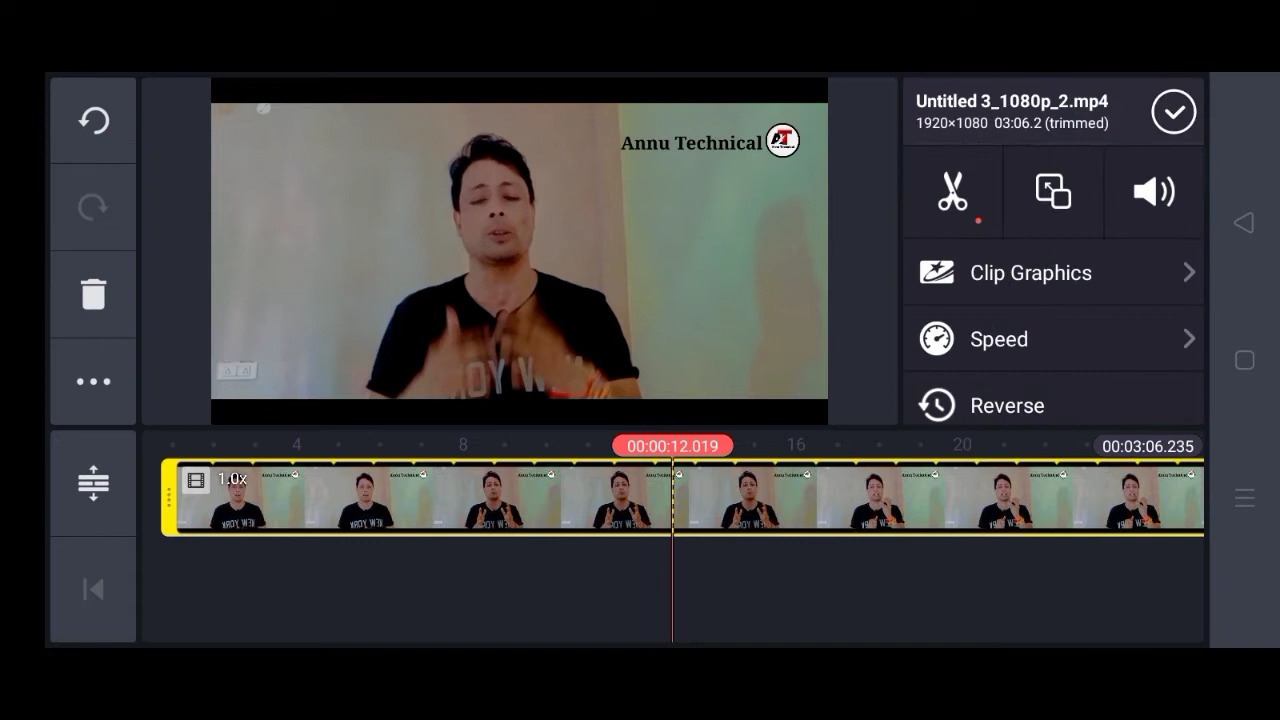 Untitled 3_1080p_2.mp4
1920×1080 03:06.2 (trimmed)
Annu Technical
Clip Graphics
Speed
Reverse
4
8
00:00:12.019
16
20
00:03:06.235
1.0x